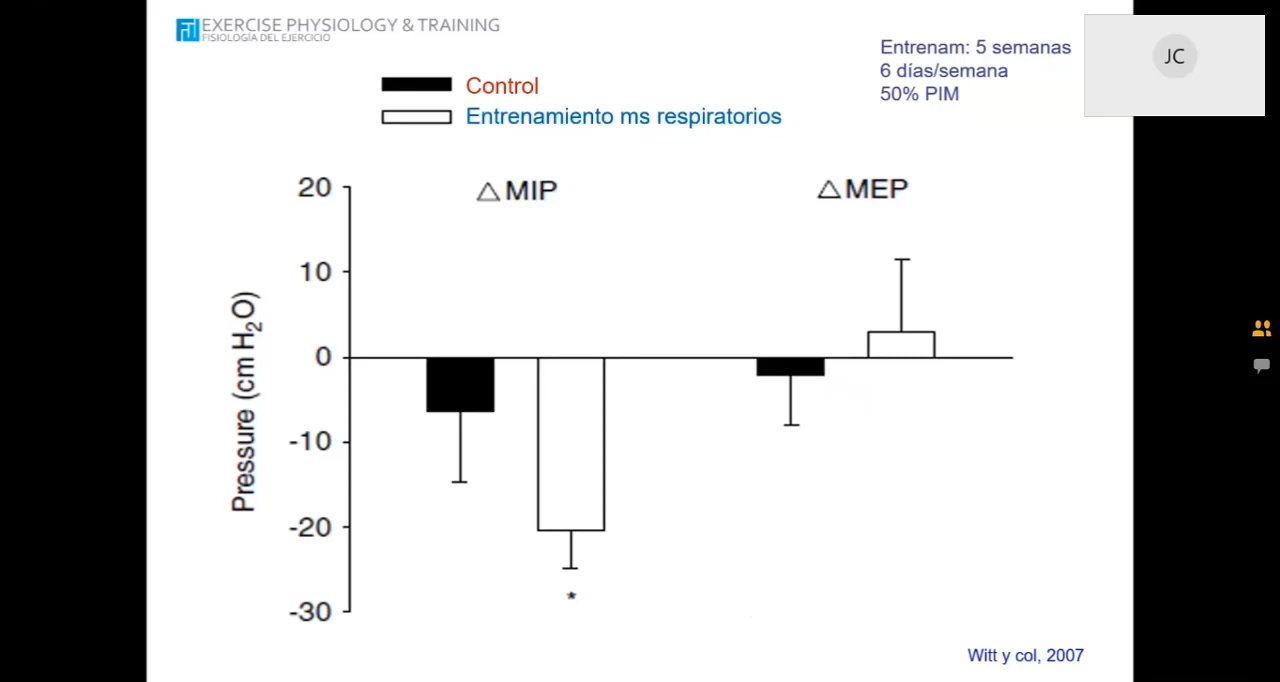 EXERCISE PHYSIOLOGY & TRAINING
FISIOLOGÍA DEL EJERCICIO
Entrenam: 5 semanas
6 días/semana
50% PIM
JC
Control
Entrenamiento ms respiratorios
△ MIP
△ MEP
20
10
0
-10
-20
-30
Pressure (cm H₂O)
*
Witt y col, 2007